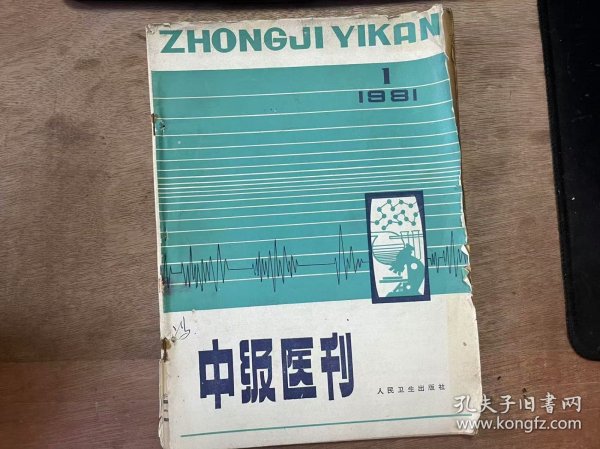 ZHONGJI YIKAN
1
1981
中级医刊
人民卫生出版社
孔夫子旧书网
www.kongfz.com